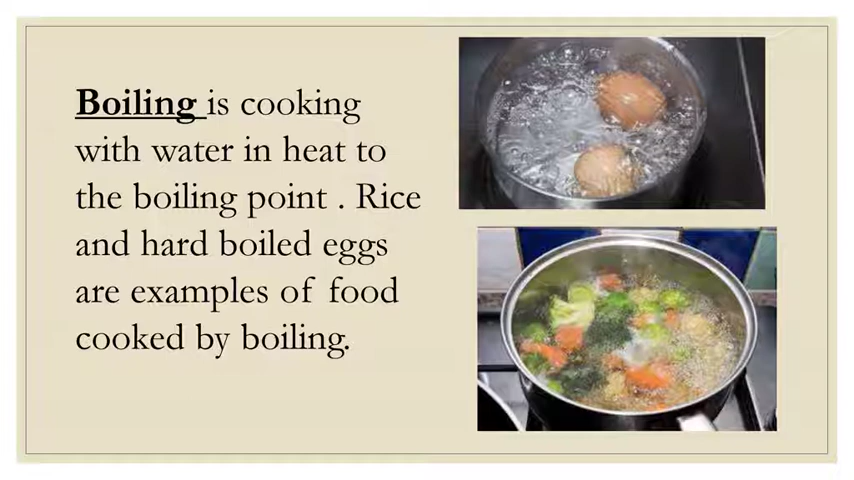 Boiling is cooking
with water in heat to
the boiling point . Rice
and hard boiled eggs
are examples of food
cooked by boiling.